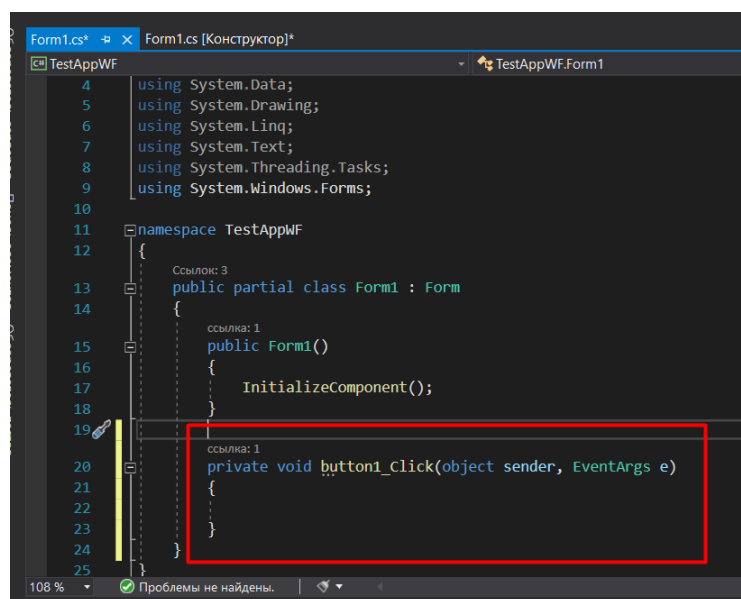 Form1.cs* Form1.cs [Конструктор]*
TestAppWF TestAppWF.Form1
4 using System.Data;
5 using System.Drawing;
6 using System.Linq;
7 using System.Text;
8 using System.Threading.Tasks;
9 using System.Windows.Forms;
10
11 namespace TestAppWF
12 {
Ссылок: 3
13 public partial class Form1 : Form
14 {
ссылка: 1
15 public Form1()
16 {
17 InitializeComponent();
18 }
19
ссылка: 1
20 private void button1_Click(object sender, EventArgs e)
21 {
22
23 }
24 }
25 }
108 % Проблемы не найдены.